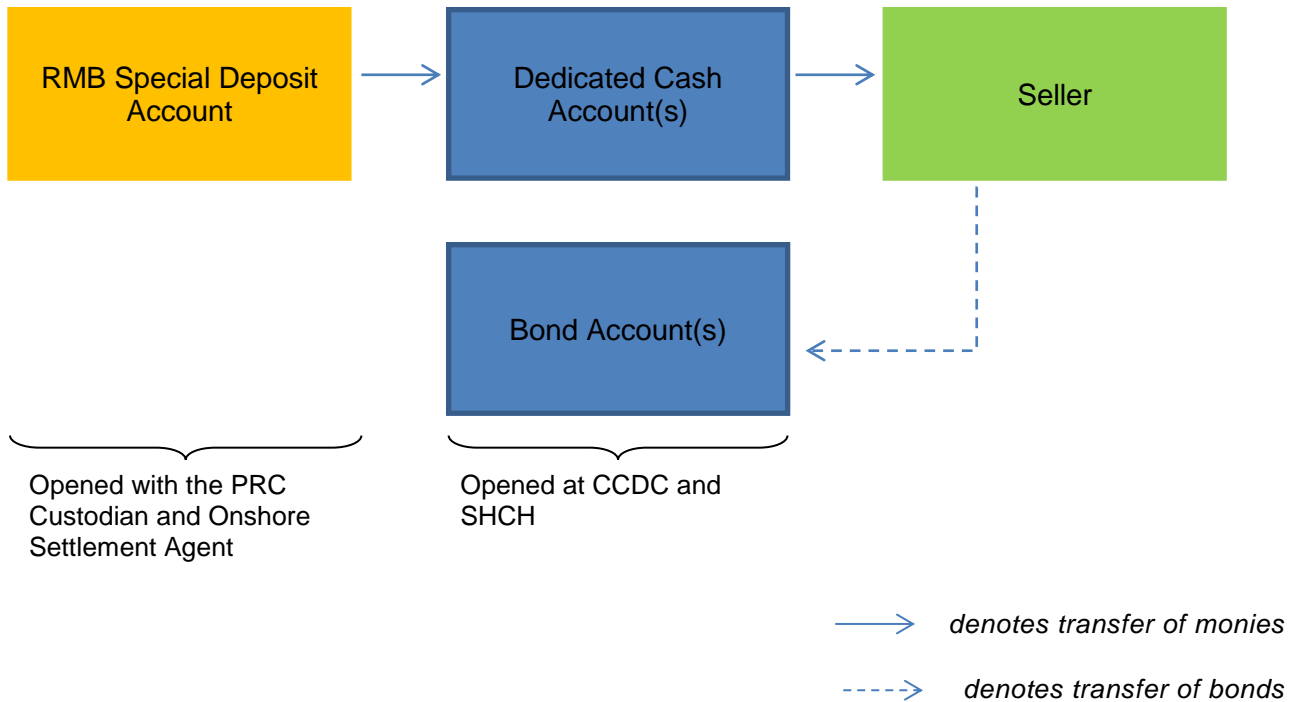 RMB Special Deposit
Account
Dedicated Cash
Account(s)
Seller
Bond Account(s)
Opened with the PRC
Custodian and Onshore
Settlement Agent
Opened at CCDC and
SHCH
denotes transfer of monies
denotes transfer of bonds